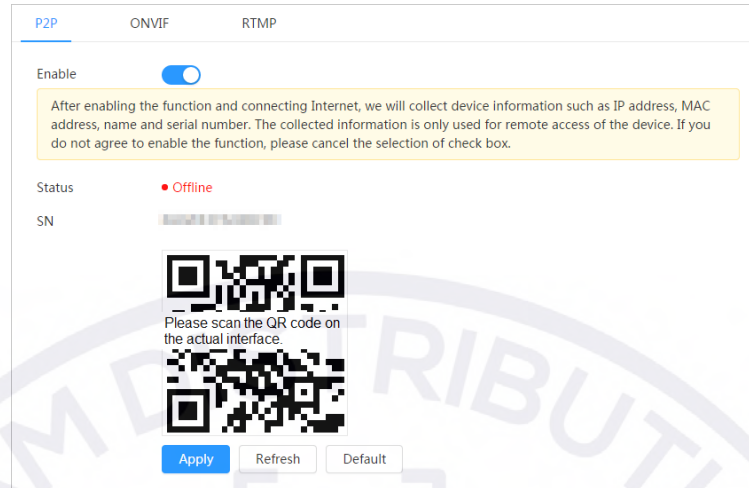 P2P ONVIF RTMP
Enable
After enabling the function and connecting Internet, we will collect device information such as IP address, MAC
address, name and serial number. The collected information is only used for remote access of the device. If you
do not agree to enable the function, please cancel the selection of check box.
Status Offline
SN
Please scan the QR code on
the actual interface.
Apply Refresh Default